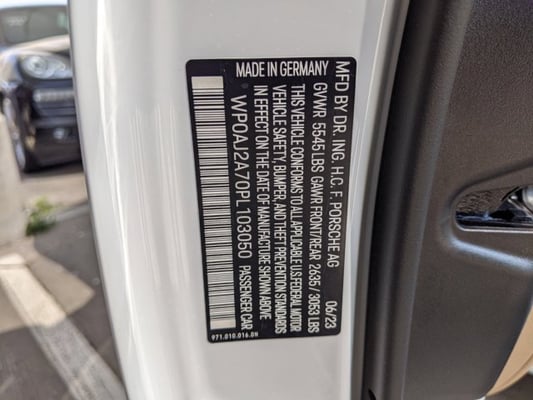 MFD BY DR. ING. H.C. F. PORSCHE AG 06/23
GVWR 5545 LBS GAWR FRONT/REAR 2635 / 3053 LBS
THIS VEHICLE CONFORMS TO ALL APPLICABLE U.S FEDERAL MOTOR
VEHICLE SAFETY, BUMPER, AND THEFT PREVENTION STANDARDS
IN EFFECT ON THE DATE OF MANUFACTURE SHOWN ABOVE
WP0AJ2A70PL103050 PASSENGER CAR
MADE IN GERMANY
971.010.016.0H